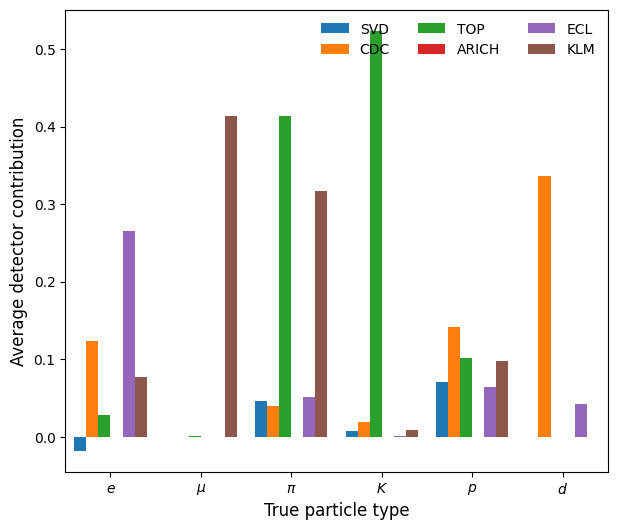 SVD TOP ECL
CDC ARICH KLM
0.5
0.4
0.3
0.2
0.1
0.0
Average detector contribution
e μ π K p d
True particle type